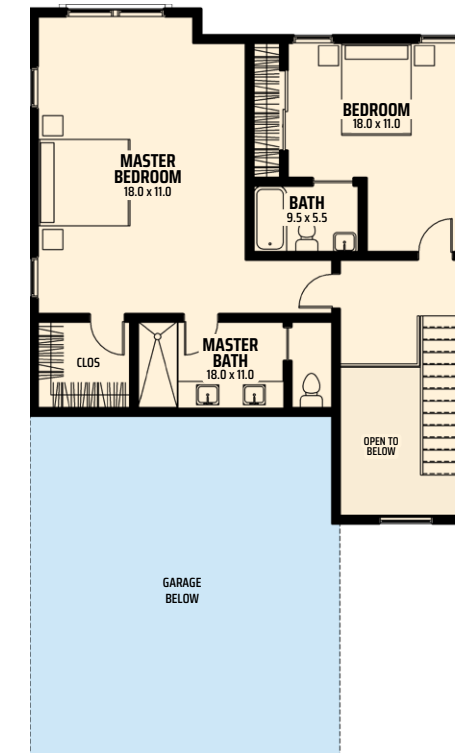 BEDROOM
18.0 x 11.0
MASTER
BEDROOM
18.0 x 11.0
BATH
9.5 x 5.5
MASTER
BATH
18.0 x 11.0
CLOS
OPEN TO
BELOW
GARAGE
BELOW